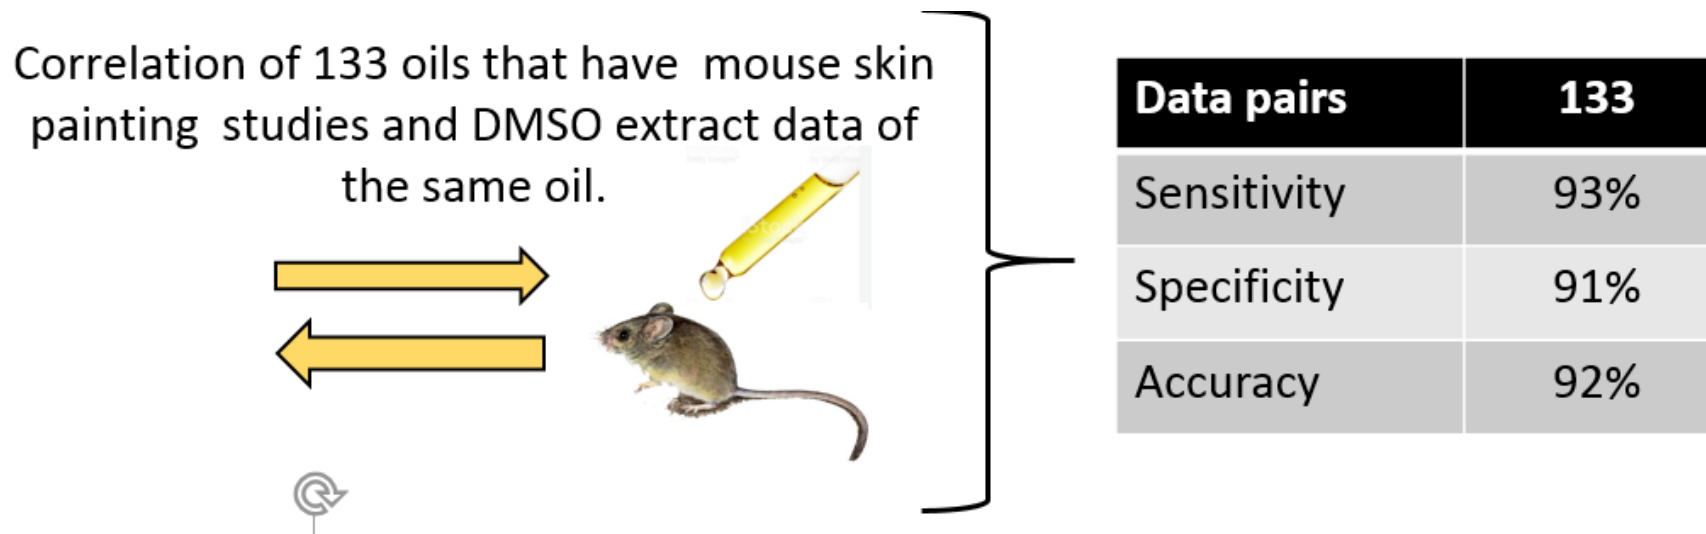 Correlation of 133 oils that have mouse skin
painting studies and DMSO extract data of
the same oil.
Data pairs 133
Sensitivity 93%
Specificity 91%
Accuracy 92%